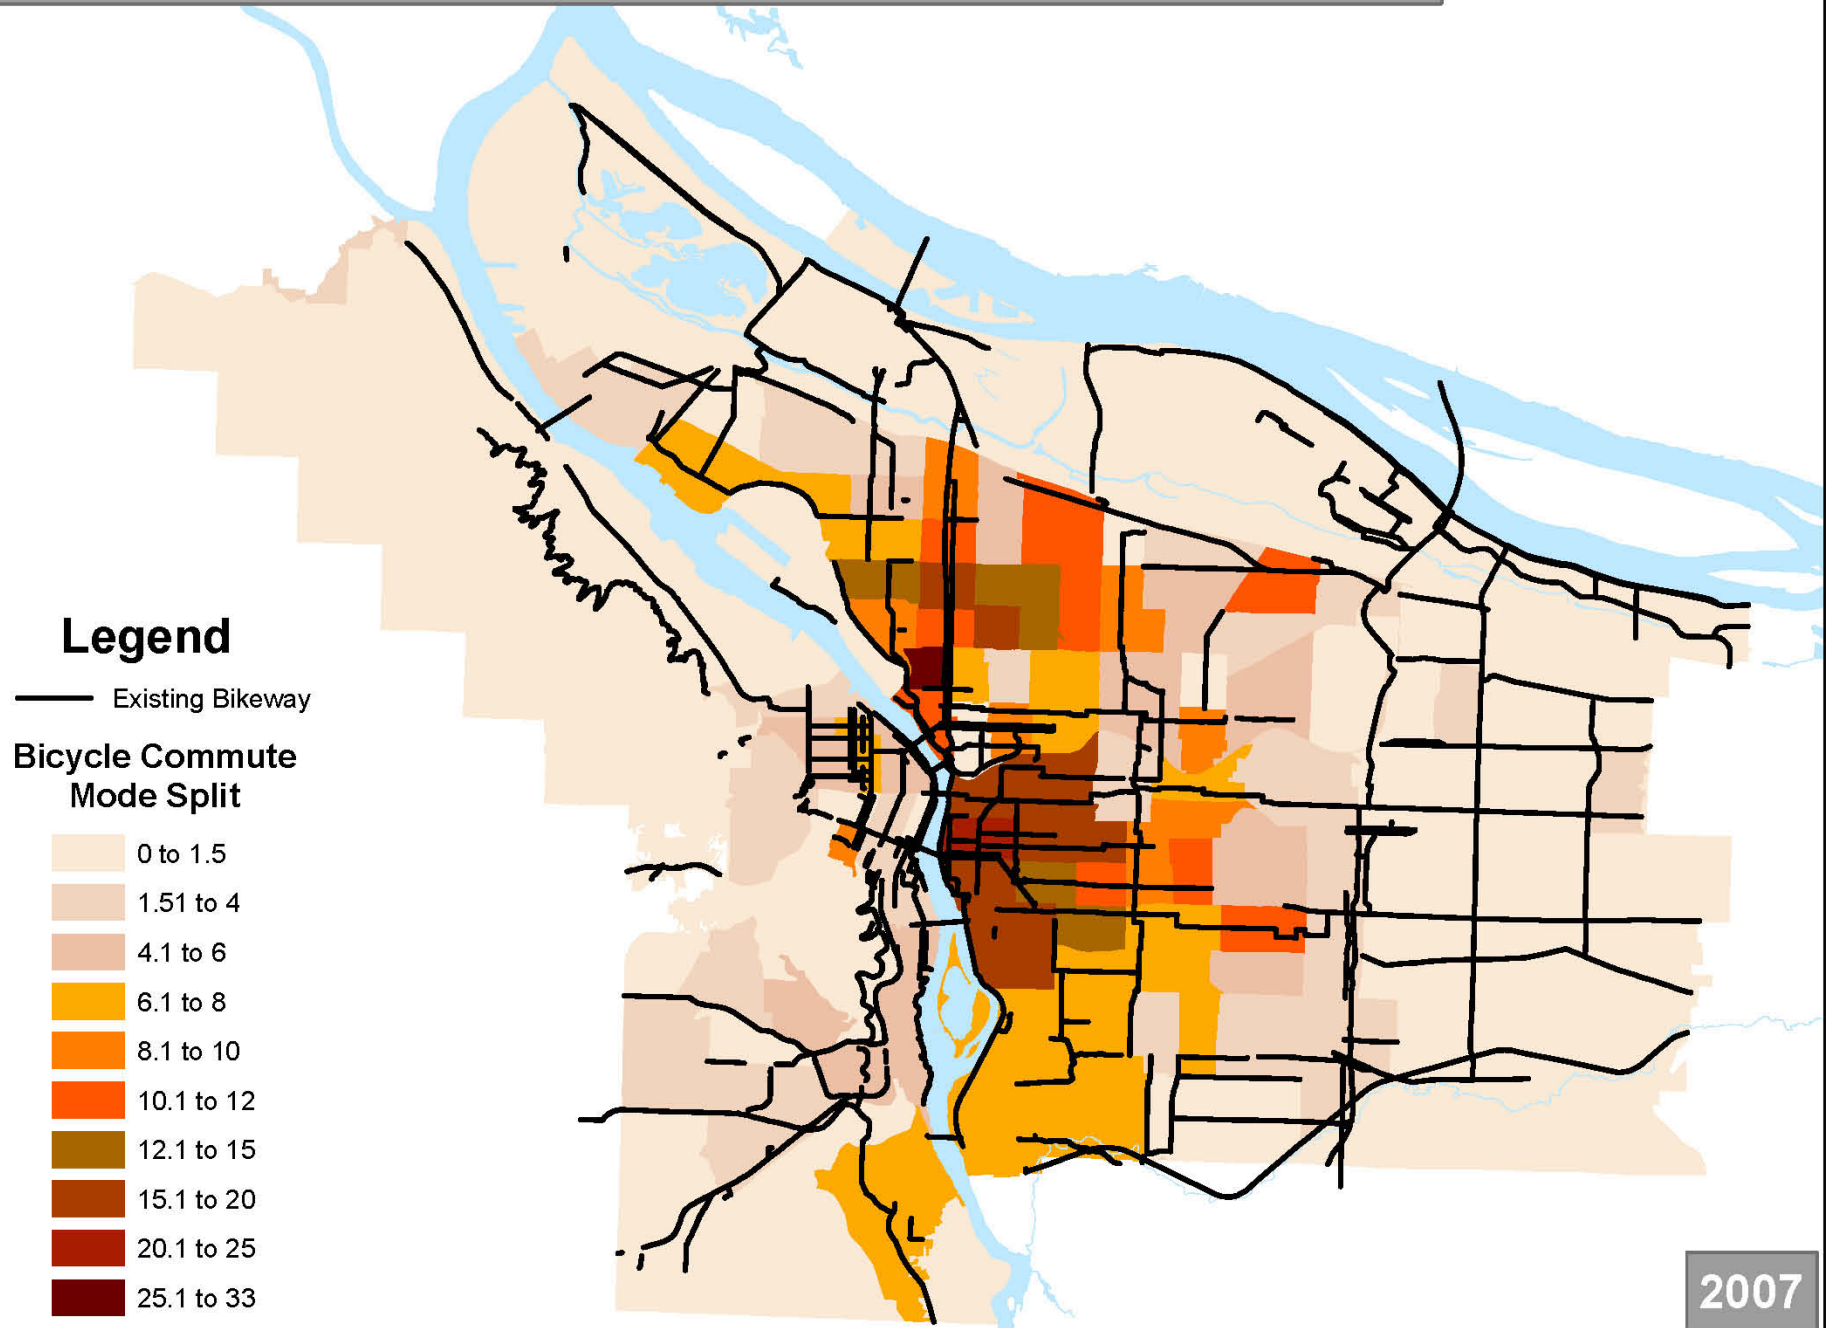 Legend
Existing Bikeway
Bicycle Commute
Mode Split
0 to 1.5
1.51 to 4
4.1 to 6
6.1 to 8
8.1 to 10
10.1 to 12
12.1 to 15
15.1 to 20
20.1 to 25
25.1 to 33
2007